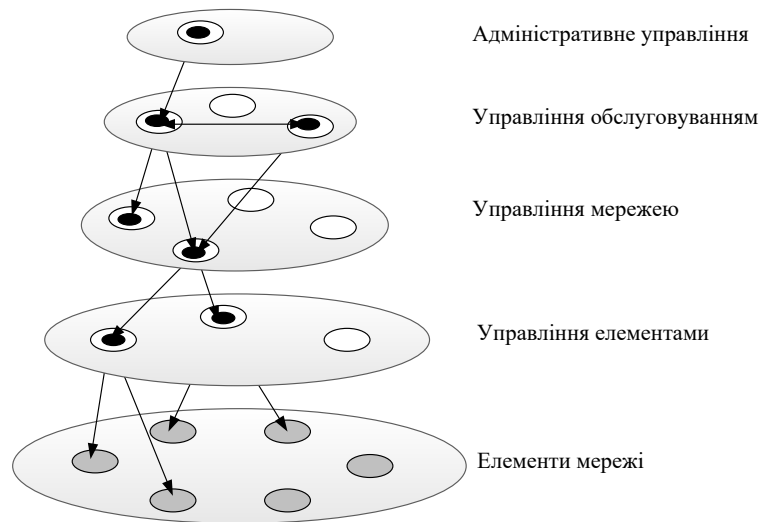 Адміністративне управління
Управління обслуговуванням
Управління мережею
Управління елементами
Елементи мережі